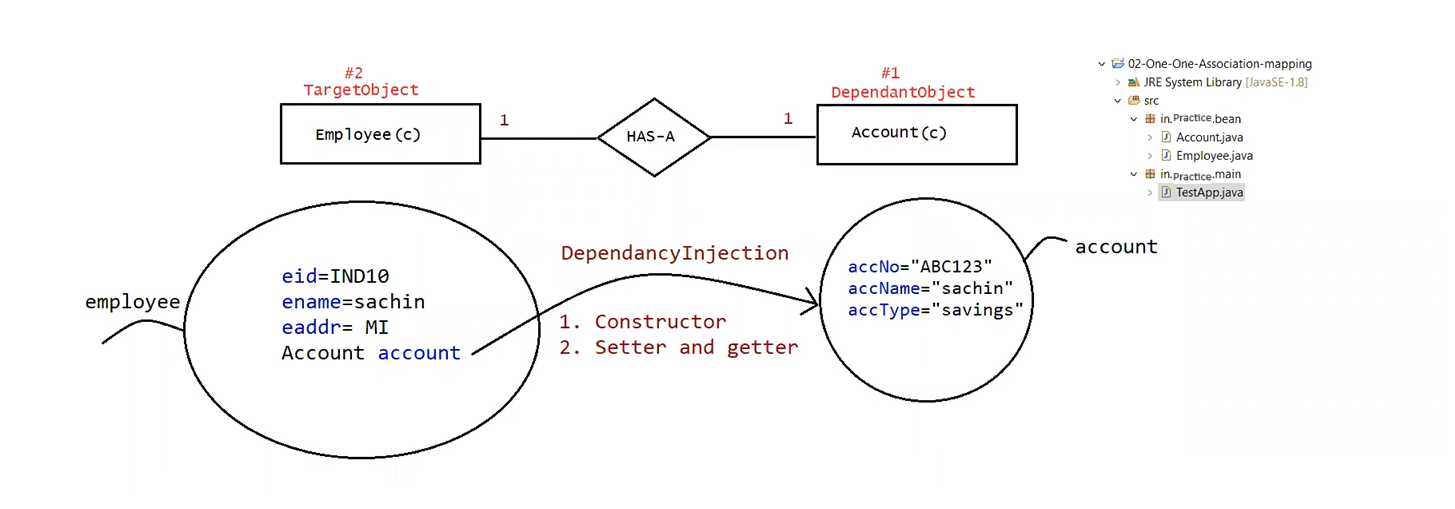 #2
TargetObject
Employee(c)
1
HAS-A
1
#1
DependantObject
Account(c)
02-One-One-Association-mapping
JRE System Library [JavaSE-1.8]
src
in.Practice.bean
Account.java
Employee.java
in.Practice.main
TestApp.java
employee
eid=IND10
ename=sachin
eaddr= MI
Account account
DependancyInjection
1. Constructor
2. Setter and getter
accNo="ABC123"
accName="sachin"
accType="savings"
account